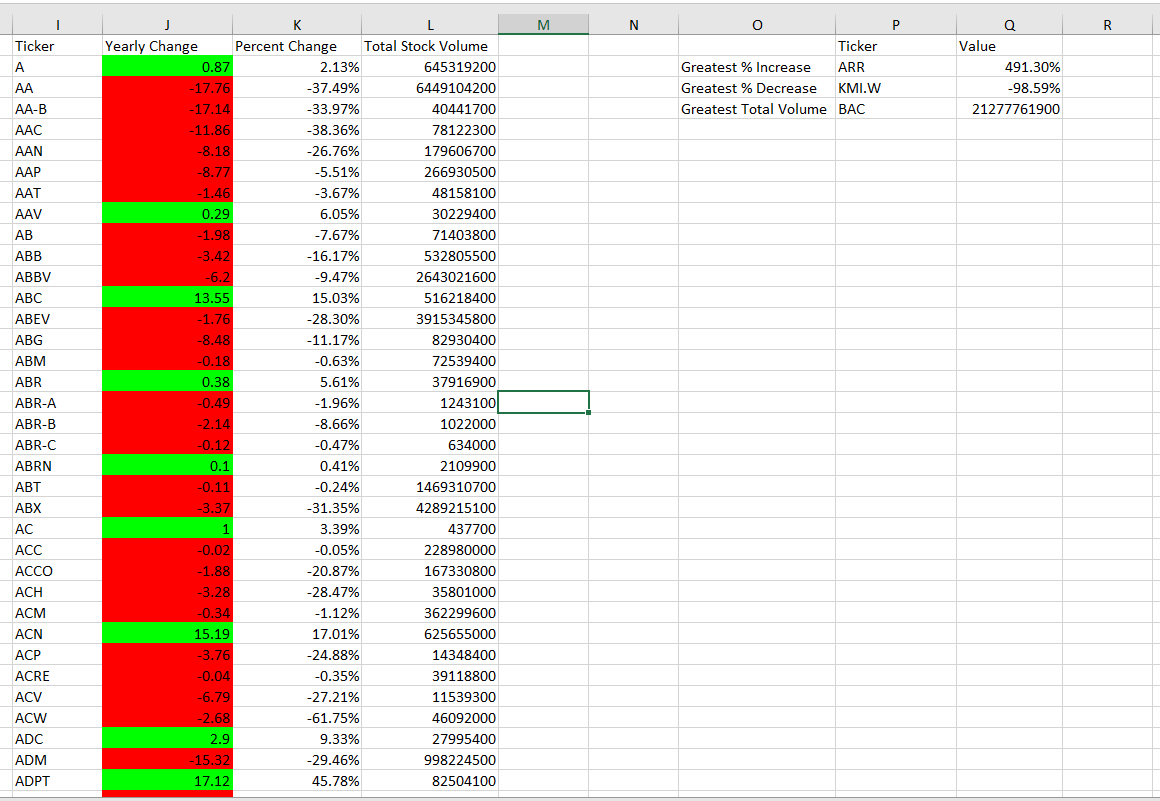 I J K L M N O P Q R
Ticker Yearly Change Percent Change Total Stock Volume Ticker Value
A 0.87 2.13% 645319200 Greatest % Increase ARR 491.30%
AA -17.76 -37.49% 6449104200 Greatest % Decrease KMI.W -98.59%
AA-B -17.14 -33.97% 40441700 Greatest Total Volume BAC 21277761900
AAC -11.86 -38.36% 78122300
AAN -8.18 -26.76% 179606700
AAP -8.77 -5.51% 266930500
AAT -1.46 -3.67% 48158100
AAV 0.29 6.05% 30229400
AB -1.98 -7.67% 71403800
ABB -3.42 -16.17% 532805500
ABBV -6.2 -9.47% 2643021600
ABC 13.55 15.03% 516218400
ABEV -1.76 -28.30% 3915345800
ABG -8.48 -11.17% 82930400
ABM -0.18 -0.63% 72539400
ABR 0.38 5.61% 37916900
ABR-A -0.49 -1.96% 1243100
ABR-B -2.14 -8.66% 1022000
ABR-C -0.12 -0.47% 634000
ABRN 0.1 0.41% 2109900
ABT -0.11 -0.24% 1469310700
ABX -3.37 -31.35% 4289215100
AC 1 3.39% 437700
ACC -0.02 -0.05% 228980000
ACCO -1.88 -20.87% 167330800
ACH -3.28 -28.47% 35801000
ACM -0.34 -1.12% 362299600
ACN 15.19 17.01% 625655000
ACP -3.76 -24.88% 14348400
ACRE -0.04 -0.35% 39118800
ACV -6.79 -27.21% 11539300
ACW -2.68 -61.75% 46092000
ADC 2.9 9.33% 27995400
ADM -15.32 -29.46% 998224500
ADPT 17.12 45.78% 82504100